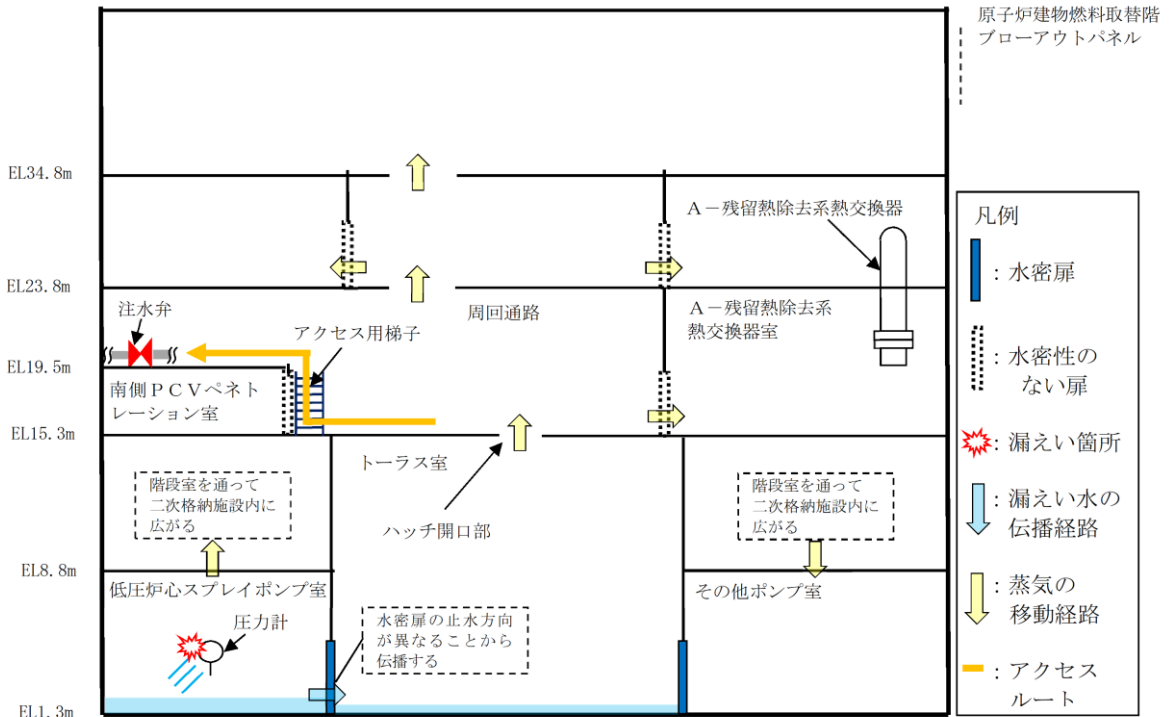 原子炉建物燃料取替階
ブローアウトパネル
EL34.8m
A－残留熱除去系熱交換器
EL23.8m
注水弁
周回通路
A－残留熱除去系
熱交換器室
アクセス用梯子
EL19.5m
南側PCVペネト
レーション室
EL15.3m
トーラス室
階段室を通って
二次格納施設内に
広がる
階段室を通って
二次格納施設内に
広がる
ハッチ開口部
EL8.8m
低圧炉心スプレイポンプ室
その他ポンプ室
圧力計
水密扉の止水方向
が異なることから
伝播する
EL1.3m
凡例
：水密扉
：水密性の
ない扉
：漏えい箇所
：漏えい水の
伝播経路
：蒸気の
移動経路
：アクセス
ルート